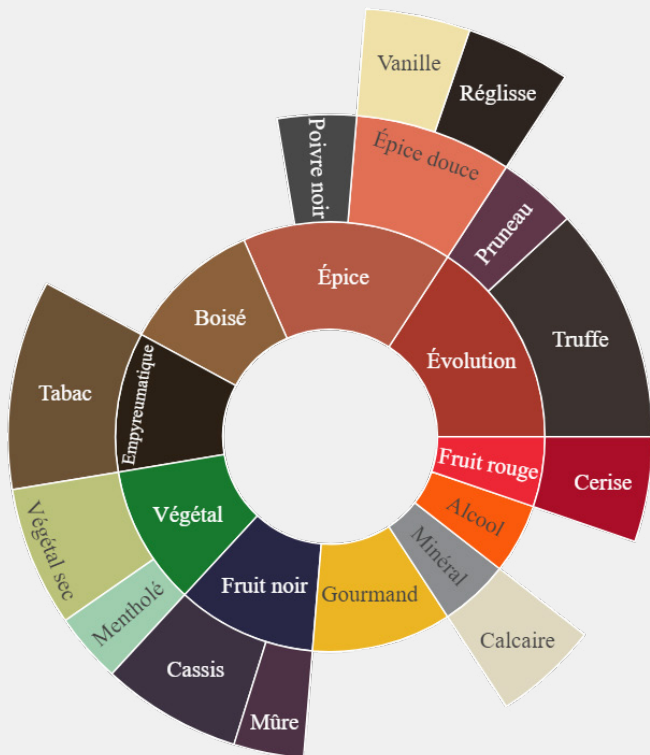 Vanille
Réglisse
Poivre noir
Épice douce
Pruneau
Épice
Boisé
Évolution
Truffe
Tabac
Empyreumatique
Fruit rouge
Cerise
Végétal
Végétal sec
Alcool
Minéral
Mentholé
Fruit noir
Gourmand
Calcaire
Cassis
Mûre